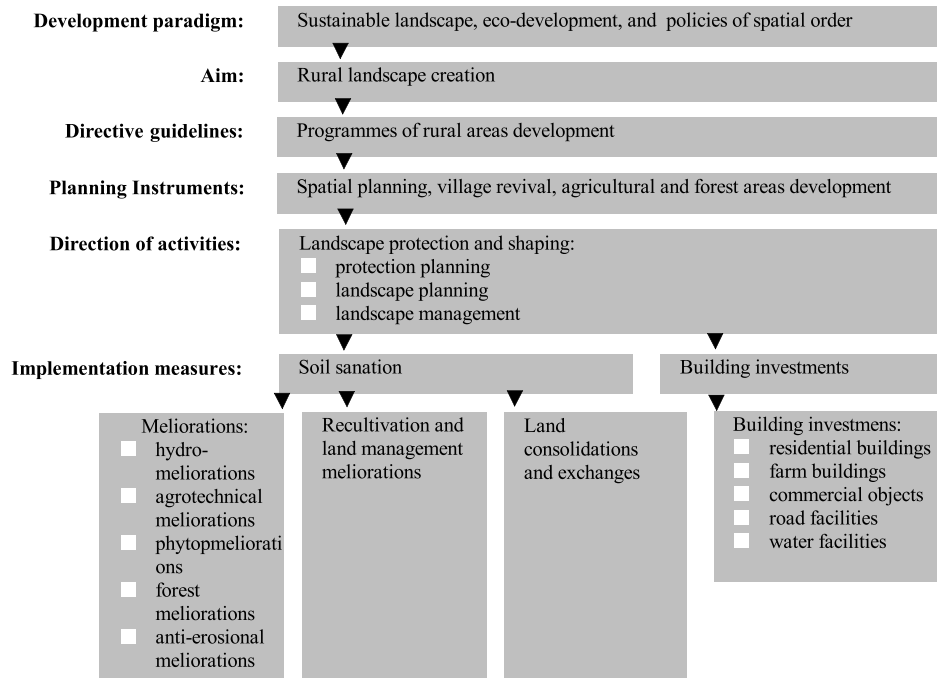 Development paradigm: Sustainable landscape, eco-development, and policies of spatial order
Aim: Rural landscape creation
Directive guidelines: Programmes of rural areas development
Planning Instruments: Spatial planning, village revival, agricultural and forest areas development
Direction of activities: Landscape protection and shaping:
protection planning
landscape planning
landscape management
Implementation measures: Soil sanation Building investments
Meliorations:
hydro-
meliorations
agrotechnical
meliorations
phytopmeliorati
ons
forest
meliorations
anti-erosional
meliorations
Recultivation and
land management
meliorations
Land
consolidations
and exchanges
Building investmens:
residential buildings
farm buildings
commercial objects
road facilities
water facilities